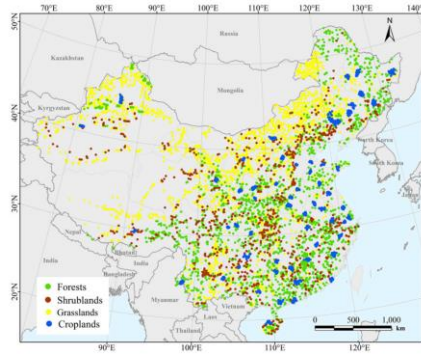 70°E 80°E 90°E 100°E 110°E 120°E 130°E 140°E
50°N
N
Russia
Kazakhstan
Mongolia
Kyrgyzstan
40°N
North Korea
South Korea
30°N
Nepal
Bhutan
India
India
Bangladesh
20°N
Myanmar
Vietnam
Laos
Thailand
Forests
Shrublands
Grasslands
Croplands
0 500 1,000
km
90°E 100°E 110°E 120°E